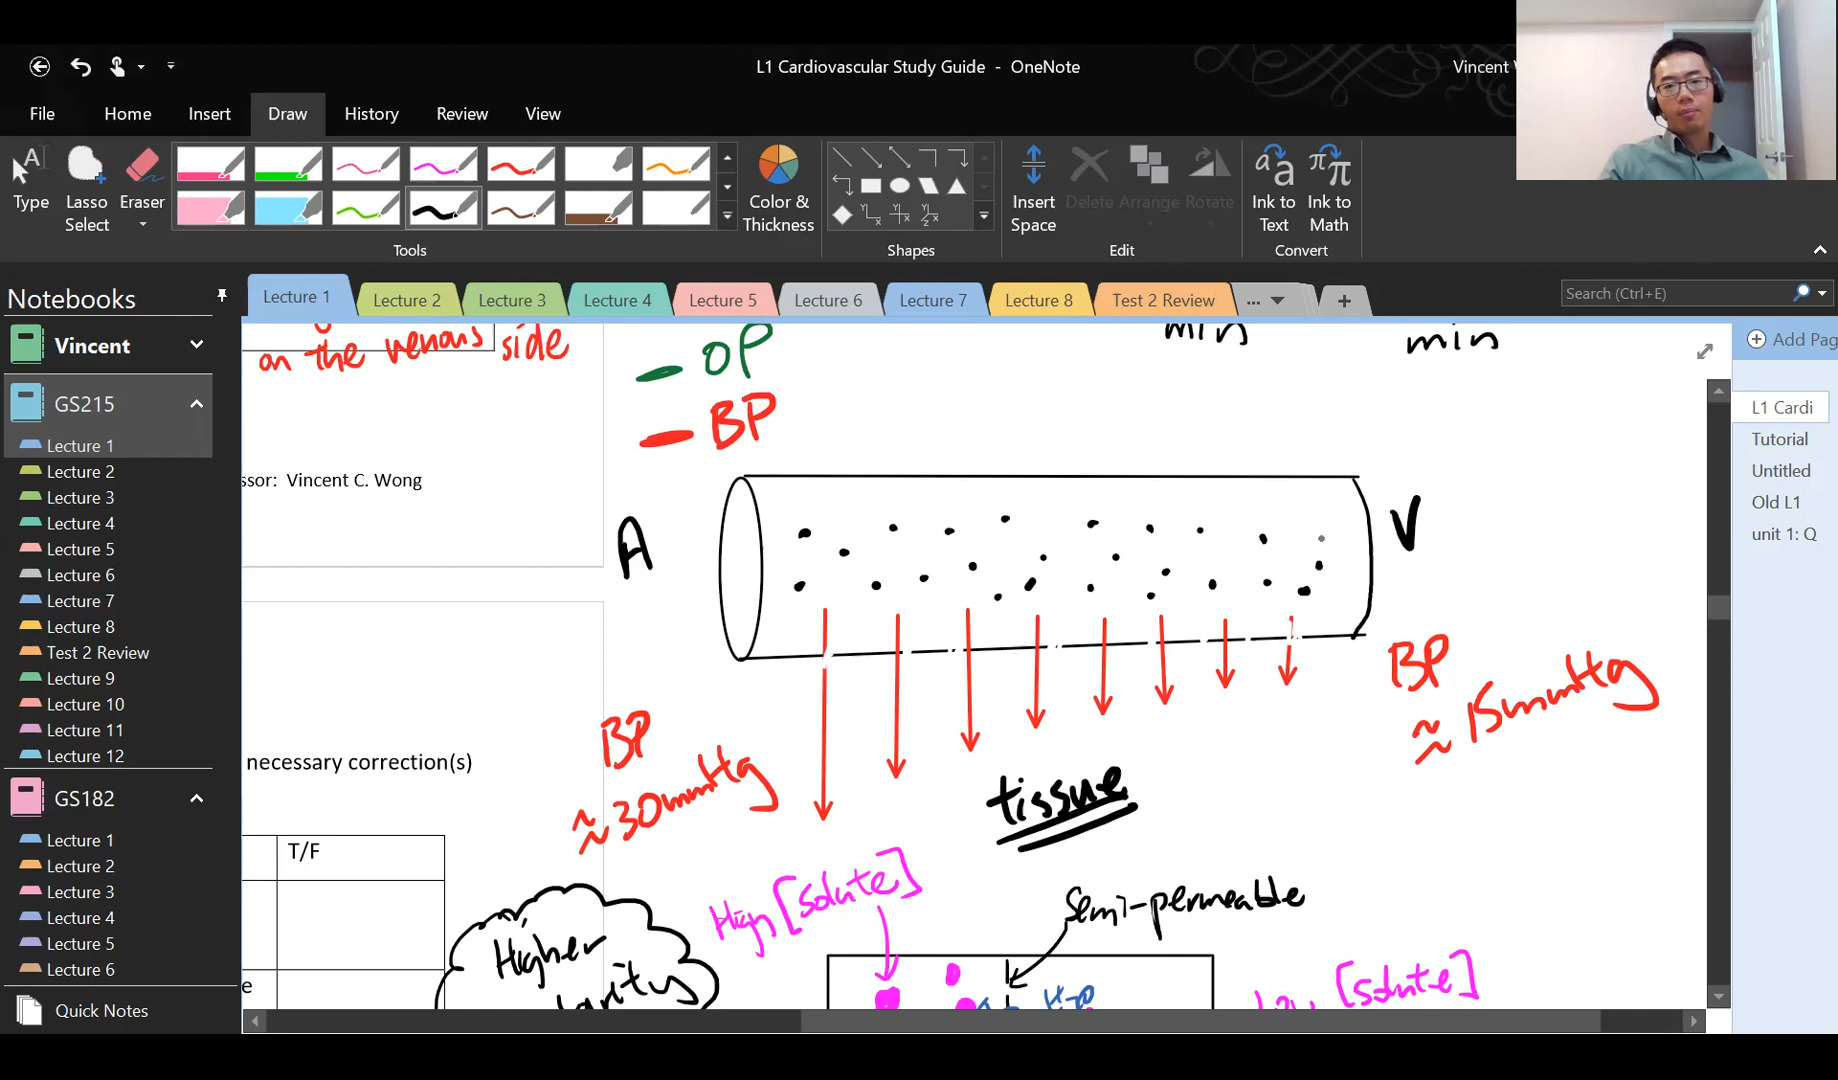 L1 Cardiovascular Study Guide - OneNote
Vincent
File
Home
Insert
Draw
History
Review
View
Type
Lasso
Select
Eraser
Color &
Thickness
Insert
Space
Delete
Arrange
Rotate
Ink to
Text
Ink to
Math
Tools
Shapes
Edit
Convert
Notebooks
Lecture 1
Lecture 2
Lecture 3
Lecture 4
Lecture 5
Lecture 6
Lecture 7
Lecture 8
Test 2 Review
...
Search (Ctrl+E)
Vincent
GS215
Lecture 1
Lecture 2
Lecture 3
Lecture 4
Lecture 5
Lecture 6
Lecture 7
Lecture 8
Test 2 Review
Lecture 9
Lecture 10
Lecture 11
Lecture 12
GS182
Lecture 1
Lecture 2
Lecture 3
Lecture 4
Lecture 5
Lecture 6
Quick Notes
on the venous side
ssor: Vincent C. Wong
necessary correction(s)
T/F
e
- OP
- BP
min
min
A
V
BP
≈ 30mmHg
BP
≈ 15mmHg
tissue
High [solute]
Semi-permeable
Higher
H2O
[solute]
Add Pag
L1 Cardi
Tutorial
Untitled
Old L1
unit 1: Q